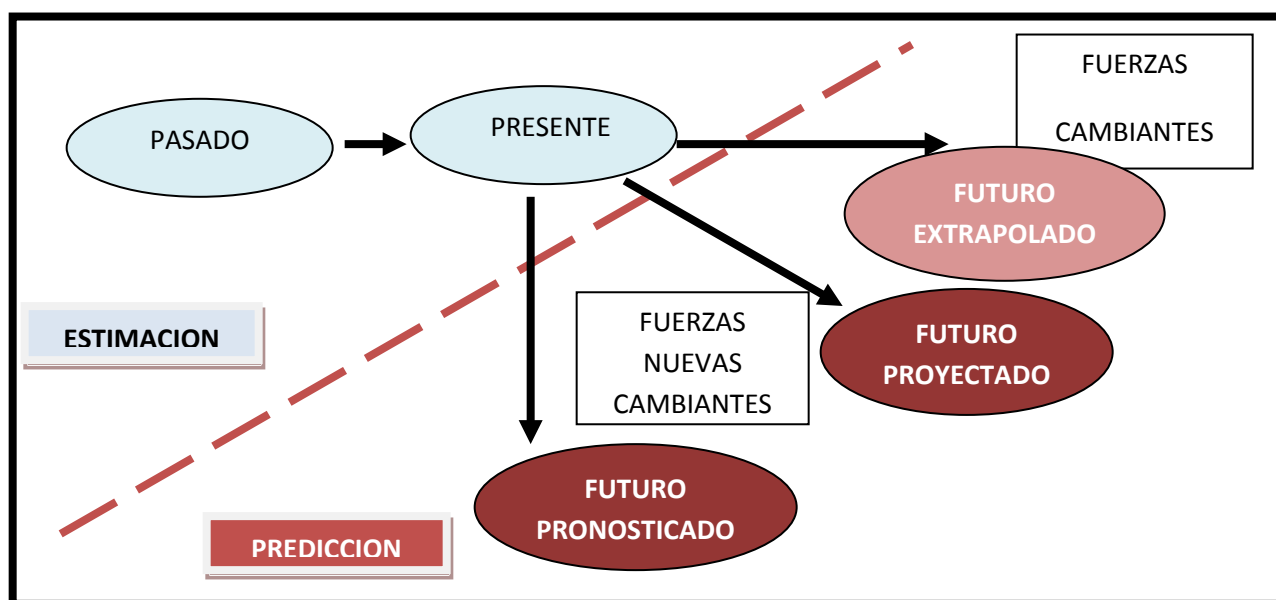 PASADO
PRESENTE
FUERZAS
CAMBIANTES
FUTURO
EXTRAPOLADO
ESTIMACION
FUERZAS
NUEVAS
CAMBIANTES
FUTURO
PROYECTADO
FUTURO
PRONOSTICADO
PREDICCION